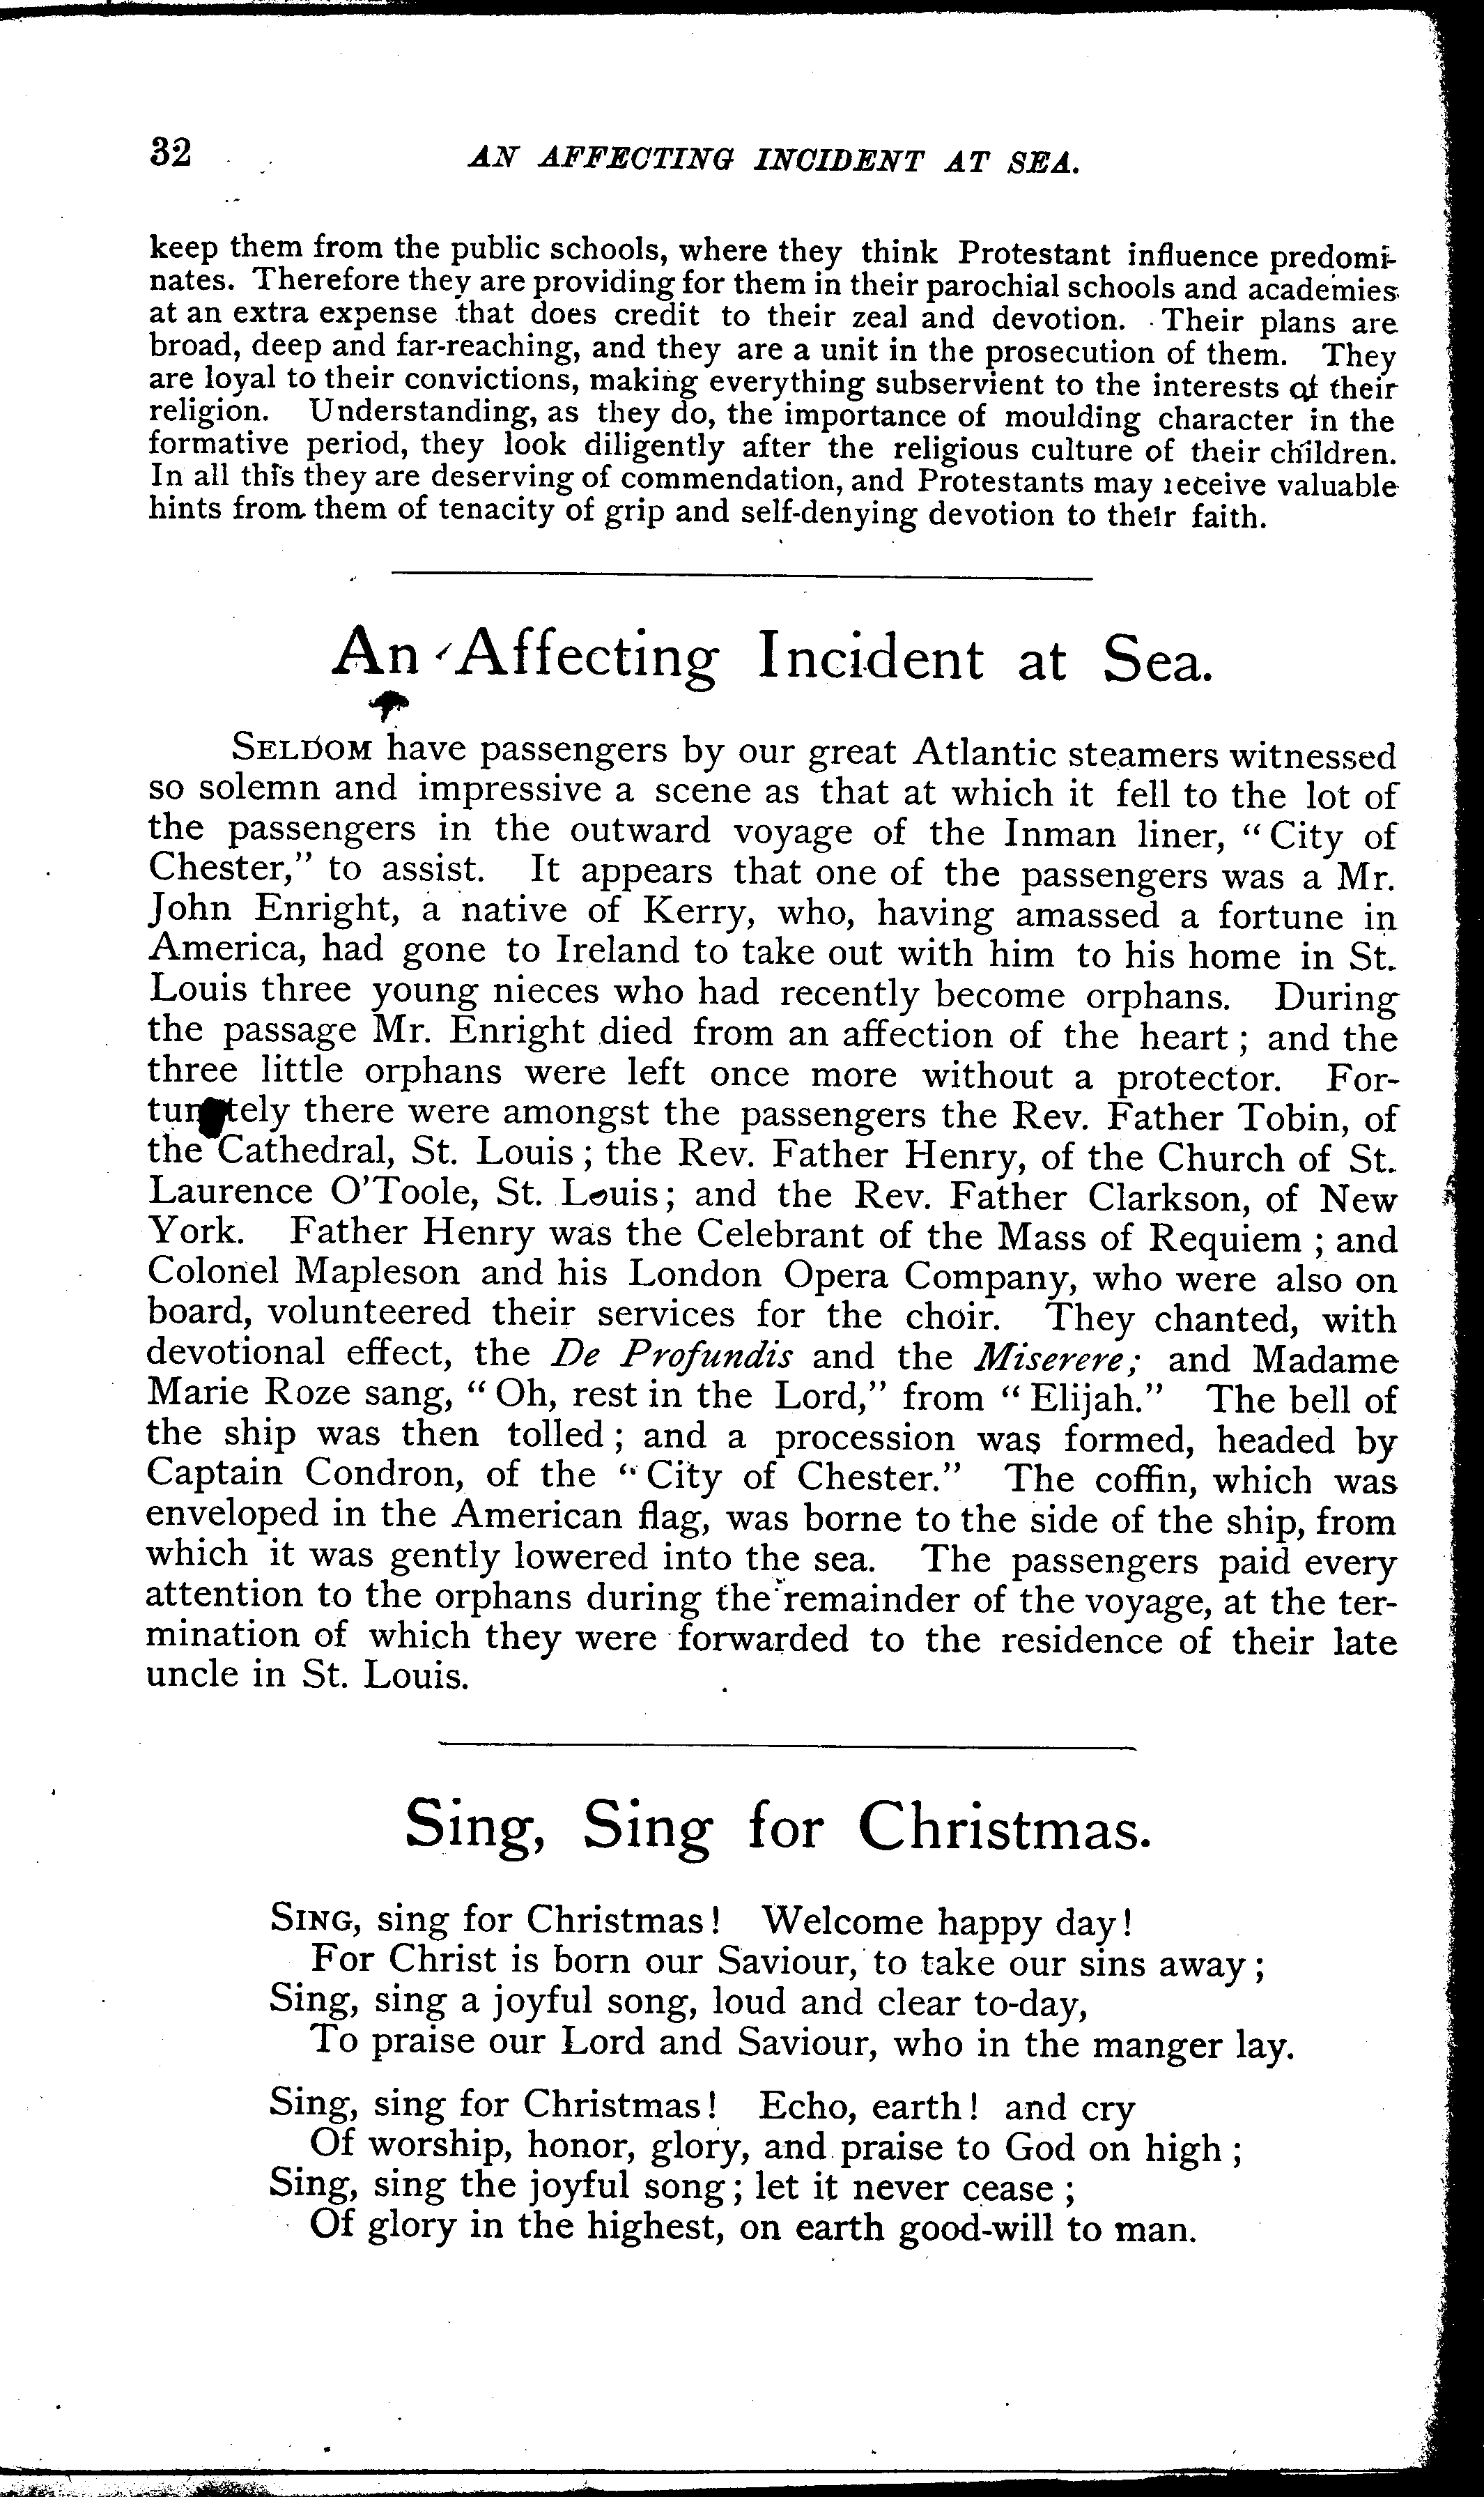 32 AN AFFECTING INCIDENT AT SEA.
keep them from the public schools, where they think Protestant influence predomi-
nates. Therefore they are providing for them in their parochial schools and academies
at an extra expense that does credit to their zeal and devotion. Their plans are
broad, deep and far-reaching, and they are a unit in the prosecution of them. They
are loyal to their convictions, making everything subservient to the interests of their
religion. Understanding, as they do, the importance of moulding character in the
formative period, they look diligently after the religious culture of their children.
In all this they are deserving of commendation, and Protestants may receive valuable
hints from them of tenacity of grip and self-denying devotion to their faith.
An Affecting Incident at Sea.
SELDOM have passengers by our great Atlantic steamers witnessed
so solemn and impressive a scene as that at which it fell to the lot of
the passengers in the outward voyage of the Inman liner, "City of
Chester," to assist. It appears that one of the passengers was a Mr.
John Enright, a native of Kerry, who, having amassed a fortune in
America, had gone to Ireland to take out with him to his home in St.
Louis three young nieces who had recently become orphans. During
the passage Mr. Enright died from an affection of the heart; and the
three little orphans were left once more without a protector. For-
tunately there were amongst the passengers the Rev. Father Tobin, of
the Cathedral, St. Louis; the Rev. Father Henry, of the Church of St.
Laurence O'Toole, St. Louis; and the Rev. Father Clarkson, of New
York. Father Henry was the Celebrant of the Mass of Requiem; and
Colonel Mapleson and his London Opera Company, who were also on
board, volunteered their services for the choir. They chanted, with
devotional effect, the De Profundis and the Miserere; and Madame
Marie Roze sang, "Oh, rest in the Lord," from "Elijah." The bell of
the ship was then tolled; and a procession was formed, headed by
Captain Condron, of the "City of Chester." The coffin, which was
enveloped in the American flag, was borne to the side of the ship, from
which it was gently lowered into the sea. The passengers paid every
attention to the orphans during the remainder of the voyage, at the ter-
mination of which they were forwarded to the residence of their late
uncle in St. Louis.
Sing, Sing for Christmas.
SING, sing for Christmas! Welcome happy day!
For Christ is born our Saviour, to take our sins away;
Sing, sing a joyful song, loud and clear to-day,
To praise our Lord and Saviour, who in the manger lay.
Sing, sing for Christmas! Echo, earth! and cry
Of worship, honor, glory, and praise to God on high;
Sing, sing the joyful song; let it never cease;
Of glory in the highest, on earth good-will to man.